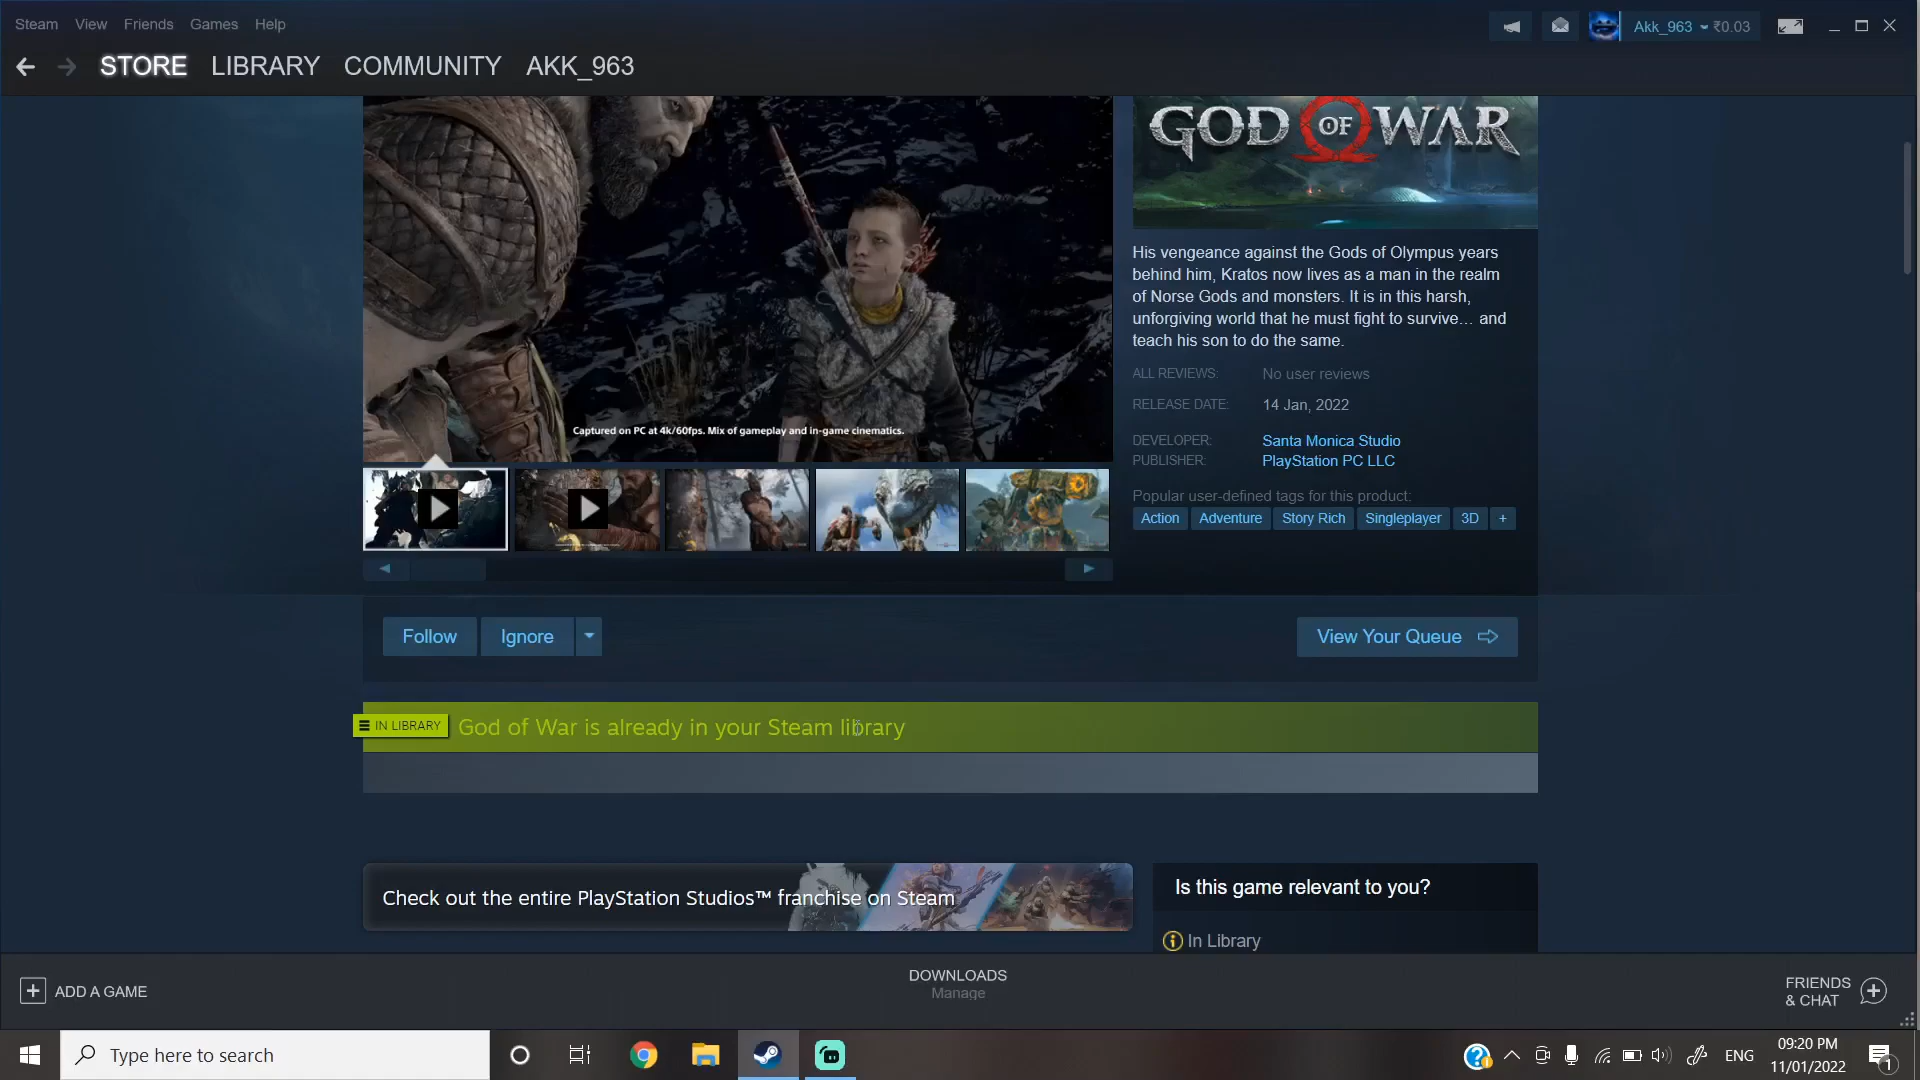 Steam View Friends Games Help
Akk_963 ₹0.03
STORE LIBRARY COMMUNITY AKK_963
GOD OF WAR
His vengeance against the Gods of Olympus years
behind him, Kratos now lives as a man in the realm
of Norse Gods and monsters. It is in this harsh,
unforgiving world that he must fight to survive… and
teach his son to do the same.
ALL REVIEWS: No user reviews
RELEASE DATE: 14 Jan, 2022
DEVELOPER: Santa Monica Studio
PUBLISHER: PlayStation PC LLC
Popular user-defined tags for this product:
Action Adventure Story Rich Singleplayer 3D +
Captured on PC at 4k/60fps. Mix of gameplay and in-game cinematics.
Follow Ignore View Your Queue
IN LIBRARY God of War is already in your Steam library
Check out the entire PlayStation Studios™ franchise on Steam
Is this game relevant to you?
In Library
ADD A GAME
DOWNLOADS
Manage
FRIENDS
& CHAT
Type here to search
ENG
09:20 PM
11/01/2022
1